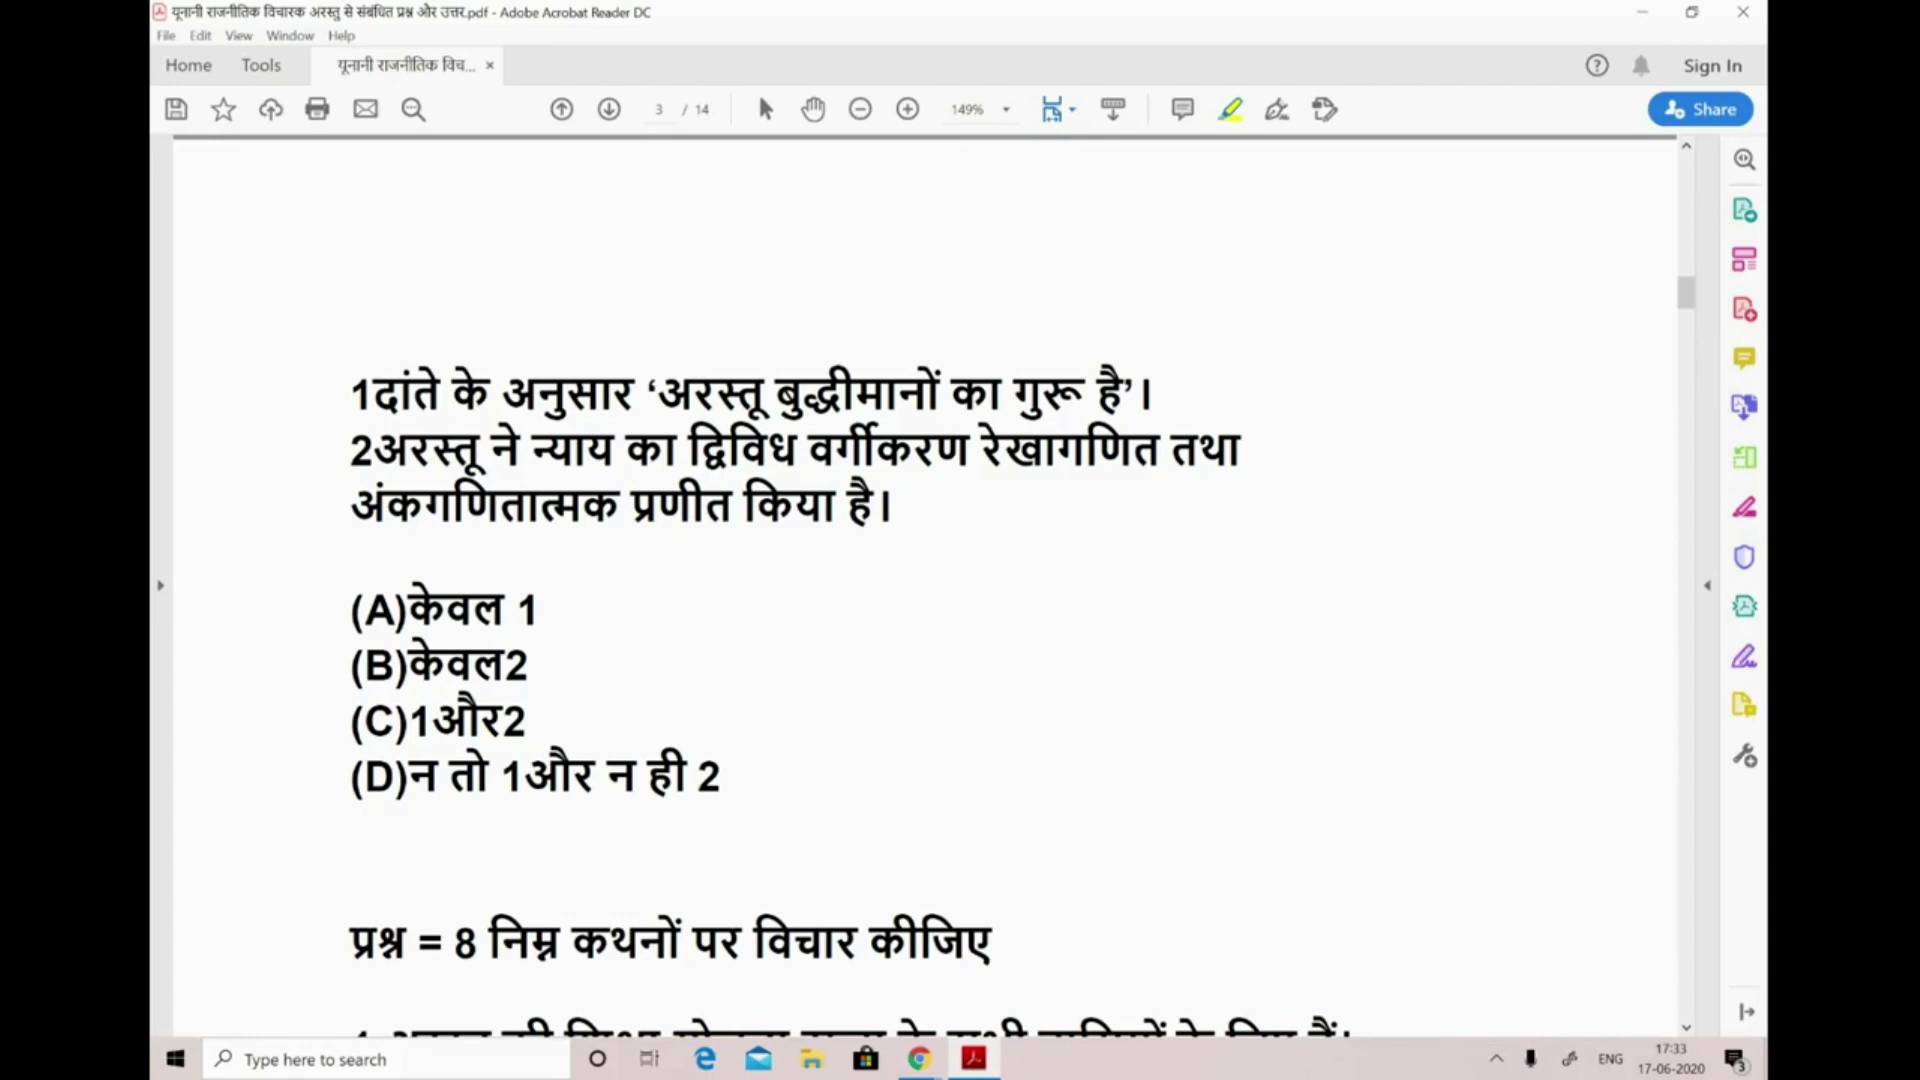 यूनानी राजनीतिक विचारक अरस्तु से संबंधित प्रश्न और उत्तर.pdf - Adobe Acrobat Reader DC
File Edit View Window Help
Home Tools यूनानी राजनीतिक विच... × Sign In
3 / 14 149% Share
1दांते के अनुसार ‘अरस्तू बुद्धीमानों का गुरू है’।
2अरस्तू ने न्याय का द्विविध वर्गीकरण रेखागणित तथा
अंकगणितात्मक प्रणीत किया है।
(A)केवल 1
(B)केवल2
(C)1और2
(D)न तो 1और न ही 2
प्रश्न = 8 निम्न कथनों पर विचार कीजिए
Type here to search
ENG
17:33
17-06-2020
3